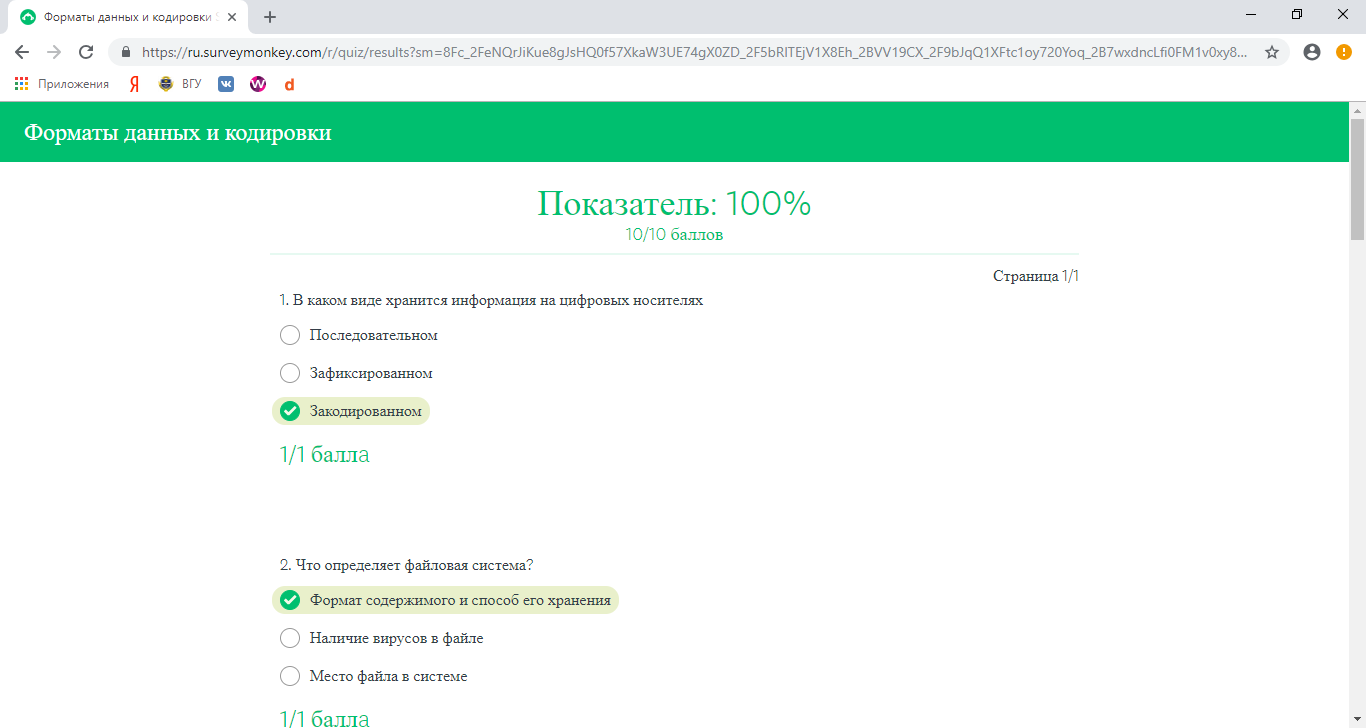 Форматы данных и кодировки
https://ru.surveymonkey.com/r/quiz/results?sm=8Fc_2FeNQrJiKue8gJsHQ0f57XkaW3UE74gX0ZD_2F5bRITEjV1X8Eh_2BVV19CX_2F9bJqQ1XFtc1oy720Yoq_2B7wxdncLfi0FM1v0xy8...
Приложения
Я
ВГУ
W
d
Форматы данных и кодировки
Показатель: 100%
10/10 баллов
Страница 1/1
1. В каком виде хранится информация на цифровых носителях
Последовательном
Зафиксированном
Закодированном
1/1 балла
2. Что определяет файловая система?
Формат содержимого и способ его хранения
Наличие вирусов в файле
Место файла в системе
1/1 балла